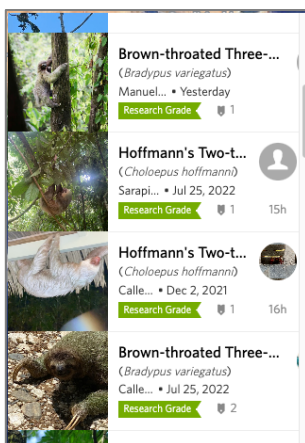 Brown-throated Three-...
(Bradypus variegatus)
Manuel... • Yesterday
Research Grade 1
Hoffmann's Two-t...
(Choloepus hoffmanni)
Sarapi... • Jul 25, 2022
Research Grade 1 15h
Hoffmann's Two-t...
(Choloepus hoffmanni)
Calle... • Dec 2, 2021
Research Grade 1 16h
Brown-throated Three-...
(Bradypus variegatus)
Calle... • Jul 25, 2022
Research Grade 2